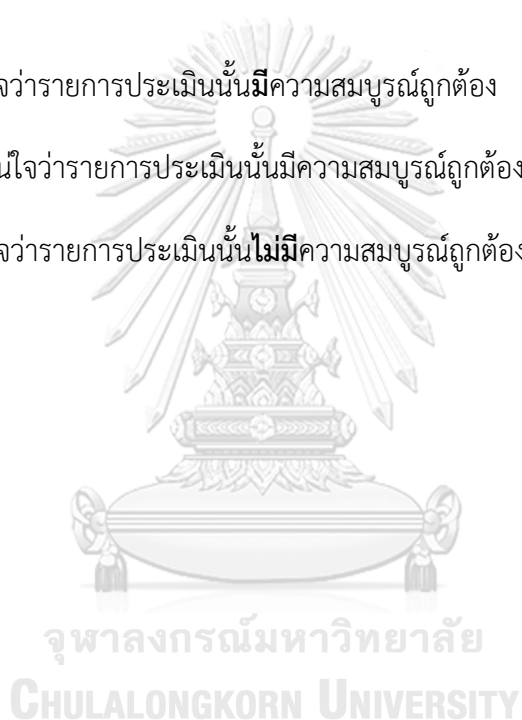 จว่ารายการประเมินนั้นมีความสมบูรณ์ถูกต้อง
น่ใจว่ารายการประเมินนั้นมีความสมบูรณ์ถูกต้อง
จว่ารายการประเมินนั้นไม่มีความสมบูรณ์ถูกต้อง
จุฬาลงกรณ์มหาวิทยาลัย
CHULALONGKORN UNIVERSITY